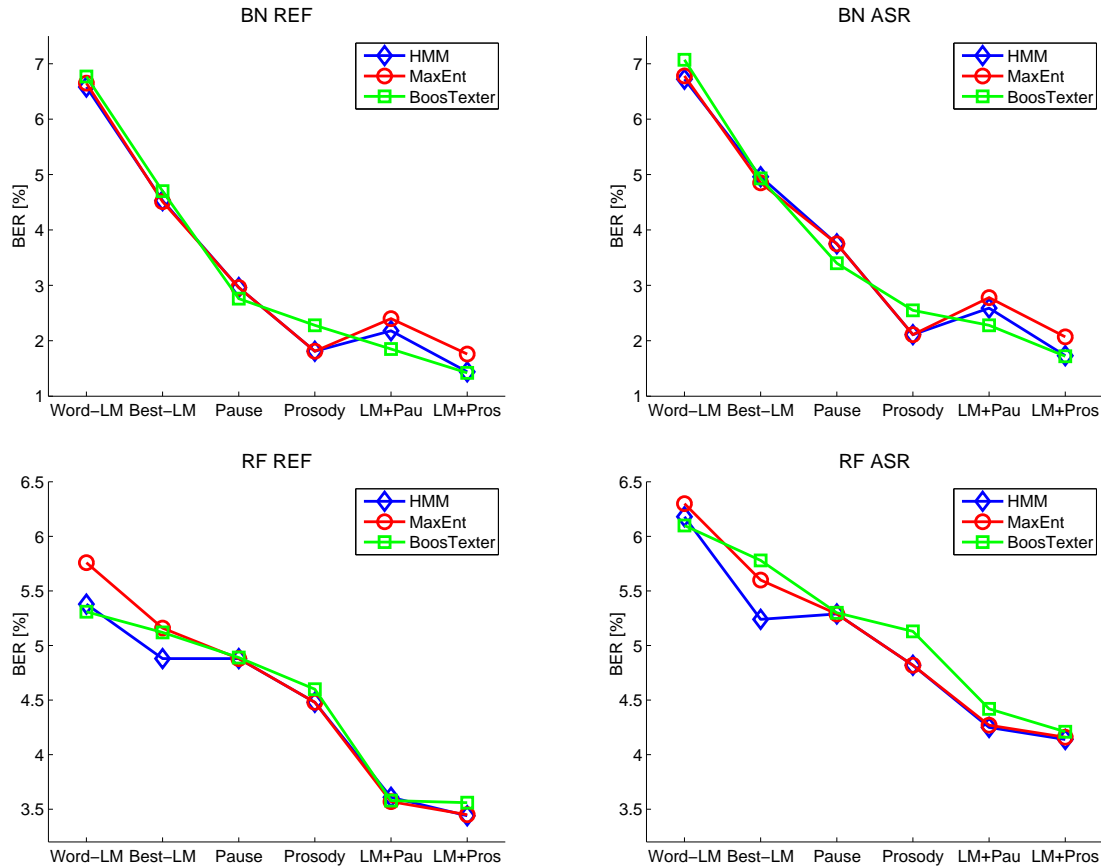 BN REF
7
6
5
4
3
2
1
BER [%]
HMM
MaxEnt
BoosTexter
Word–LM Best–LM Pause Prosody LM+Pau LM+Pros
BN ASR
7
6
5
4
3
2
1
BER [%]
HMM
MaxEnt
BoosTexter
Word–LM Best–LM Pause Prosody LM+Pau LM+Pros
RF REF
6.5
6
5.5
5
4.5
4
3.5
BER [%]
HMM
MaxEnt
BoosTexter
Word–LM Best–LM Pause Prosody LM+Pau LM+Pros
RF ASR
6.5
6
5.5
5
4.5
4
3.5
BER [%]
HMM
MaxEnt
BoosTexter
Word–LM Best–LM Pause Prosody LM+Pau LM+Pros